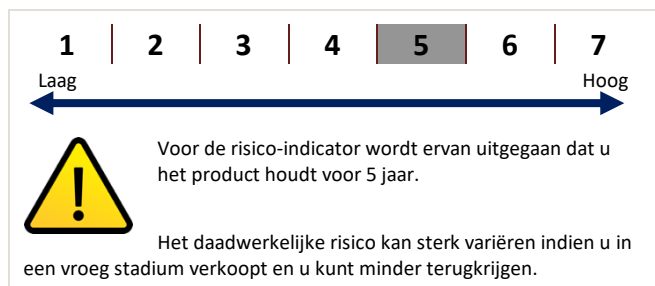 1 2 3 4 5 6 7
Laag Hoog
Voor de risico-indicator wordt ervan uitgegaan dat u
het product houdt voor 5 jaar.
Het daadwerkelijke risico kan sterk variëren indien u in
een vroeg stadium verkoopt en u kunt minder terugkrijgen.